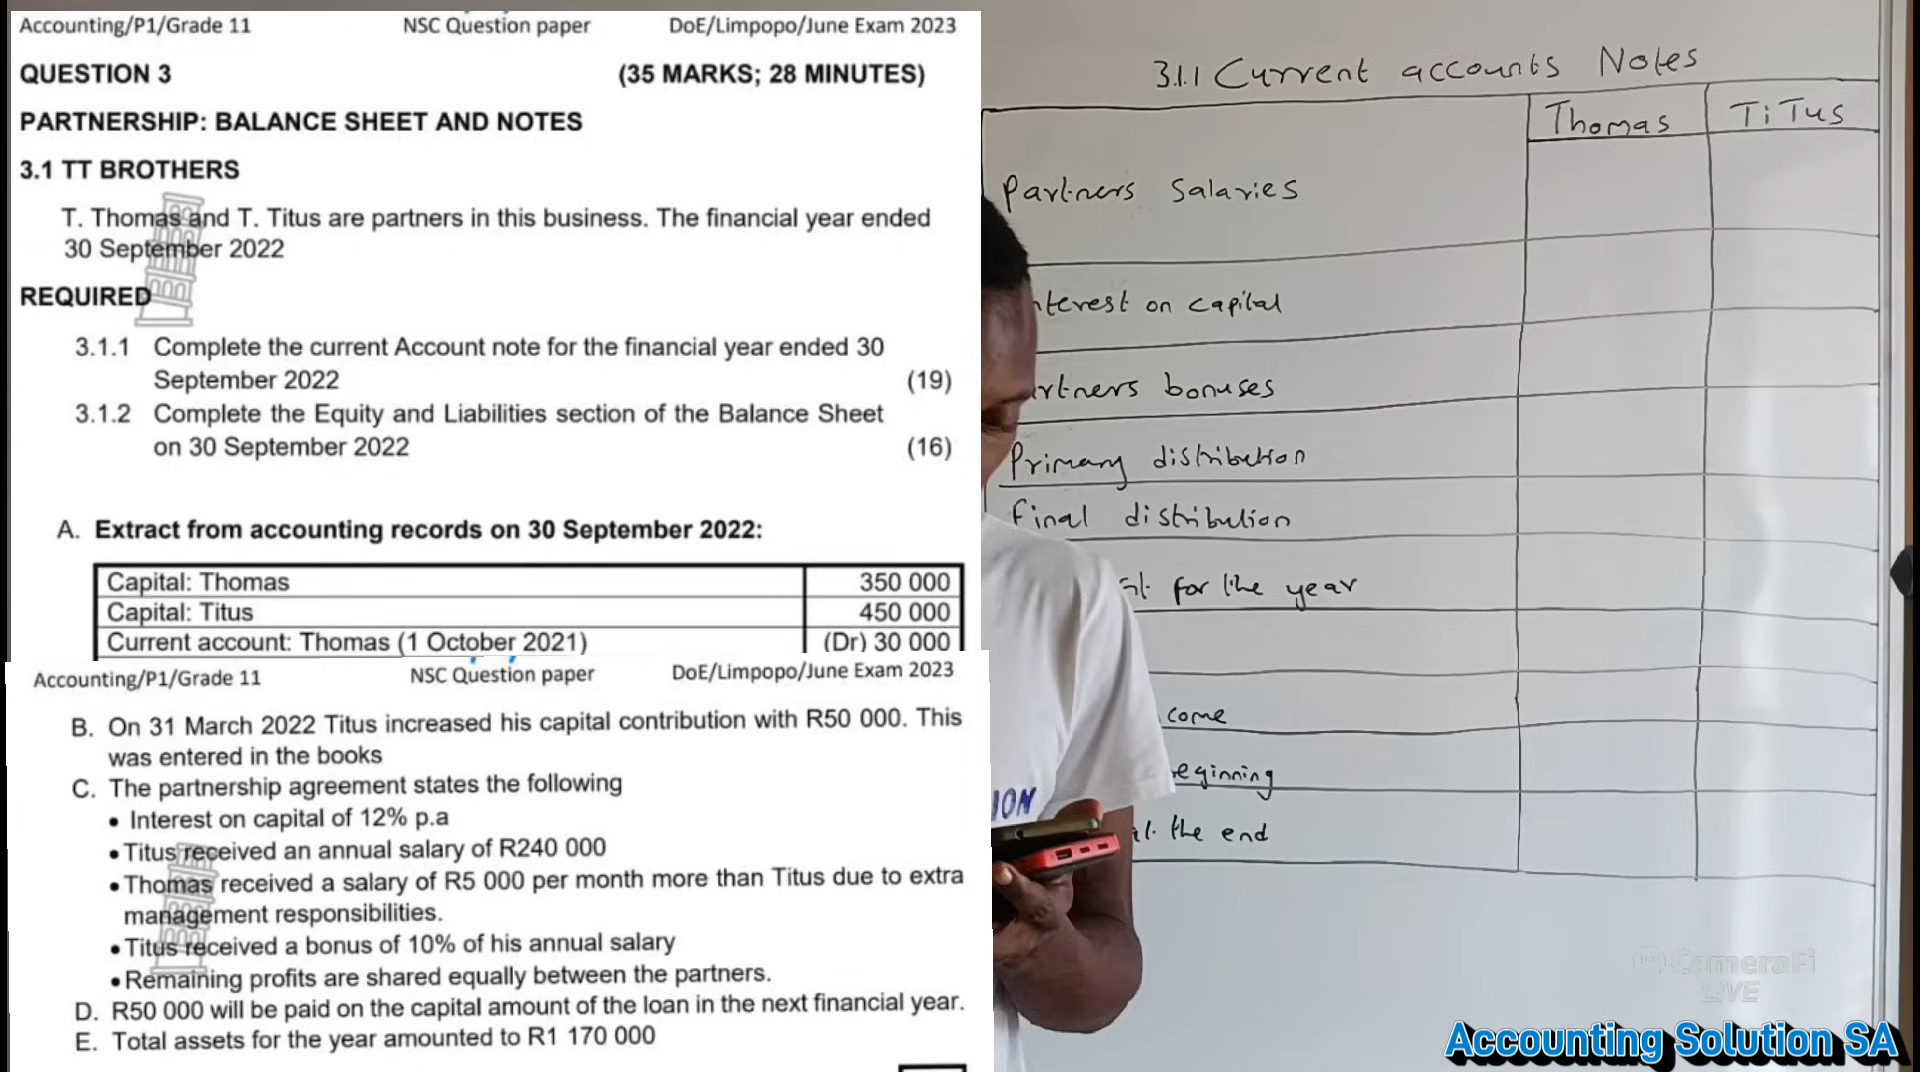 Accounting/P1/Grade 11 NSC Question paper DoE/Limpopo/June Exam 2023
QUESTION 3 (35 MARKS; 28 MINUTES)
PARTNERSHIP: BALANCE SHEET AND NOTES
3.1 TT BROTHERS
T. Thomas and T. Titus are partners in this business. The financial year ended
30 September 2022
REQUIRED
3.1.1 Complete the current Account note for the financial year ended 30
September 2022 (19)
3.1.2 Complete the Equity and Liabilities section of the Balance Sheet
on 30 September 2022 (16)
A. Extract from accounting records on 30 September 2022:
Capital: Thomas 350 000
Capital: Titus 450 000
Current account: Thomas (1 October 2021) (Dr) 30 000
Accounting/P1/Grade 11 NSC Question paper DoE/Limpopo/June Exam 2023
B. On 31 March 2022 Titus increased his capital contribution with R50 000. This
was entered in the books
C. The partnership agreement states the following
• Interest on capital of 12% p.a
• Titus received an annual salary of R240 000
• Thomas received a salary of R5 000 per month more than Titus due to extra
management responsibilities.
• Titus received a bonus of 10% of his annual salary
• Remaining profits are shared equally between the partners.
D. R50 000 will be paid on the capital amount of the loan in the next financial year.
E. Total assets for the year amounted to R1 170 000
3.1.1 Current accounts Notes
Thomas TiTus
Partners Salaries
nterest on capital
rtners bonuses
Primary distribution
Final distribution
for the year
come
eginning
at the end
ION
CameraFi
LIVE
Accounting Solution SA